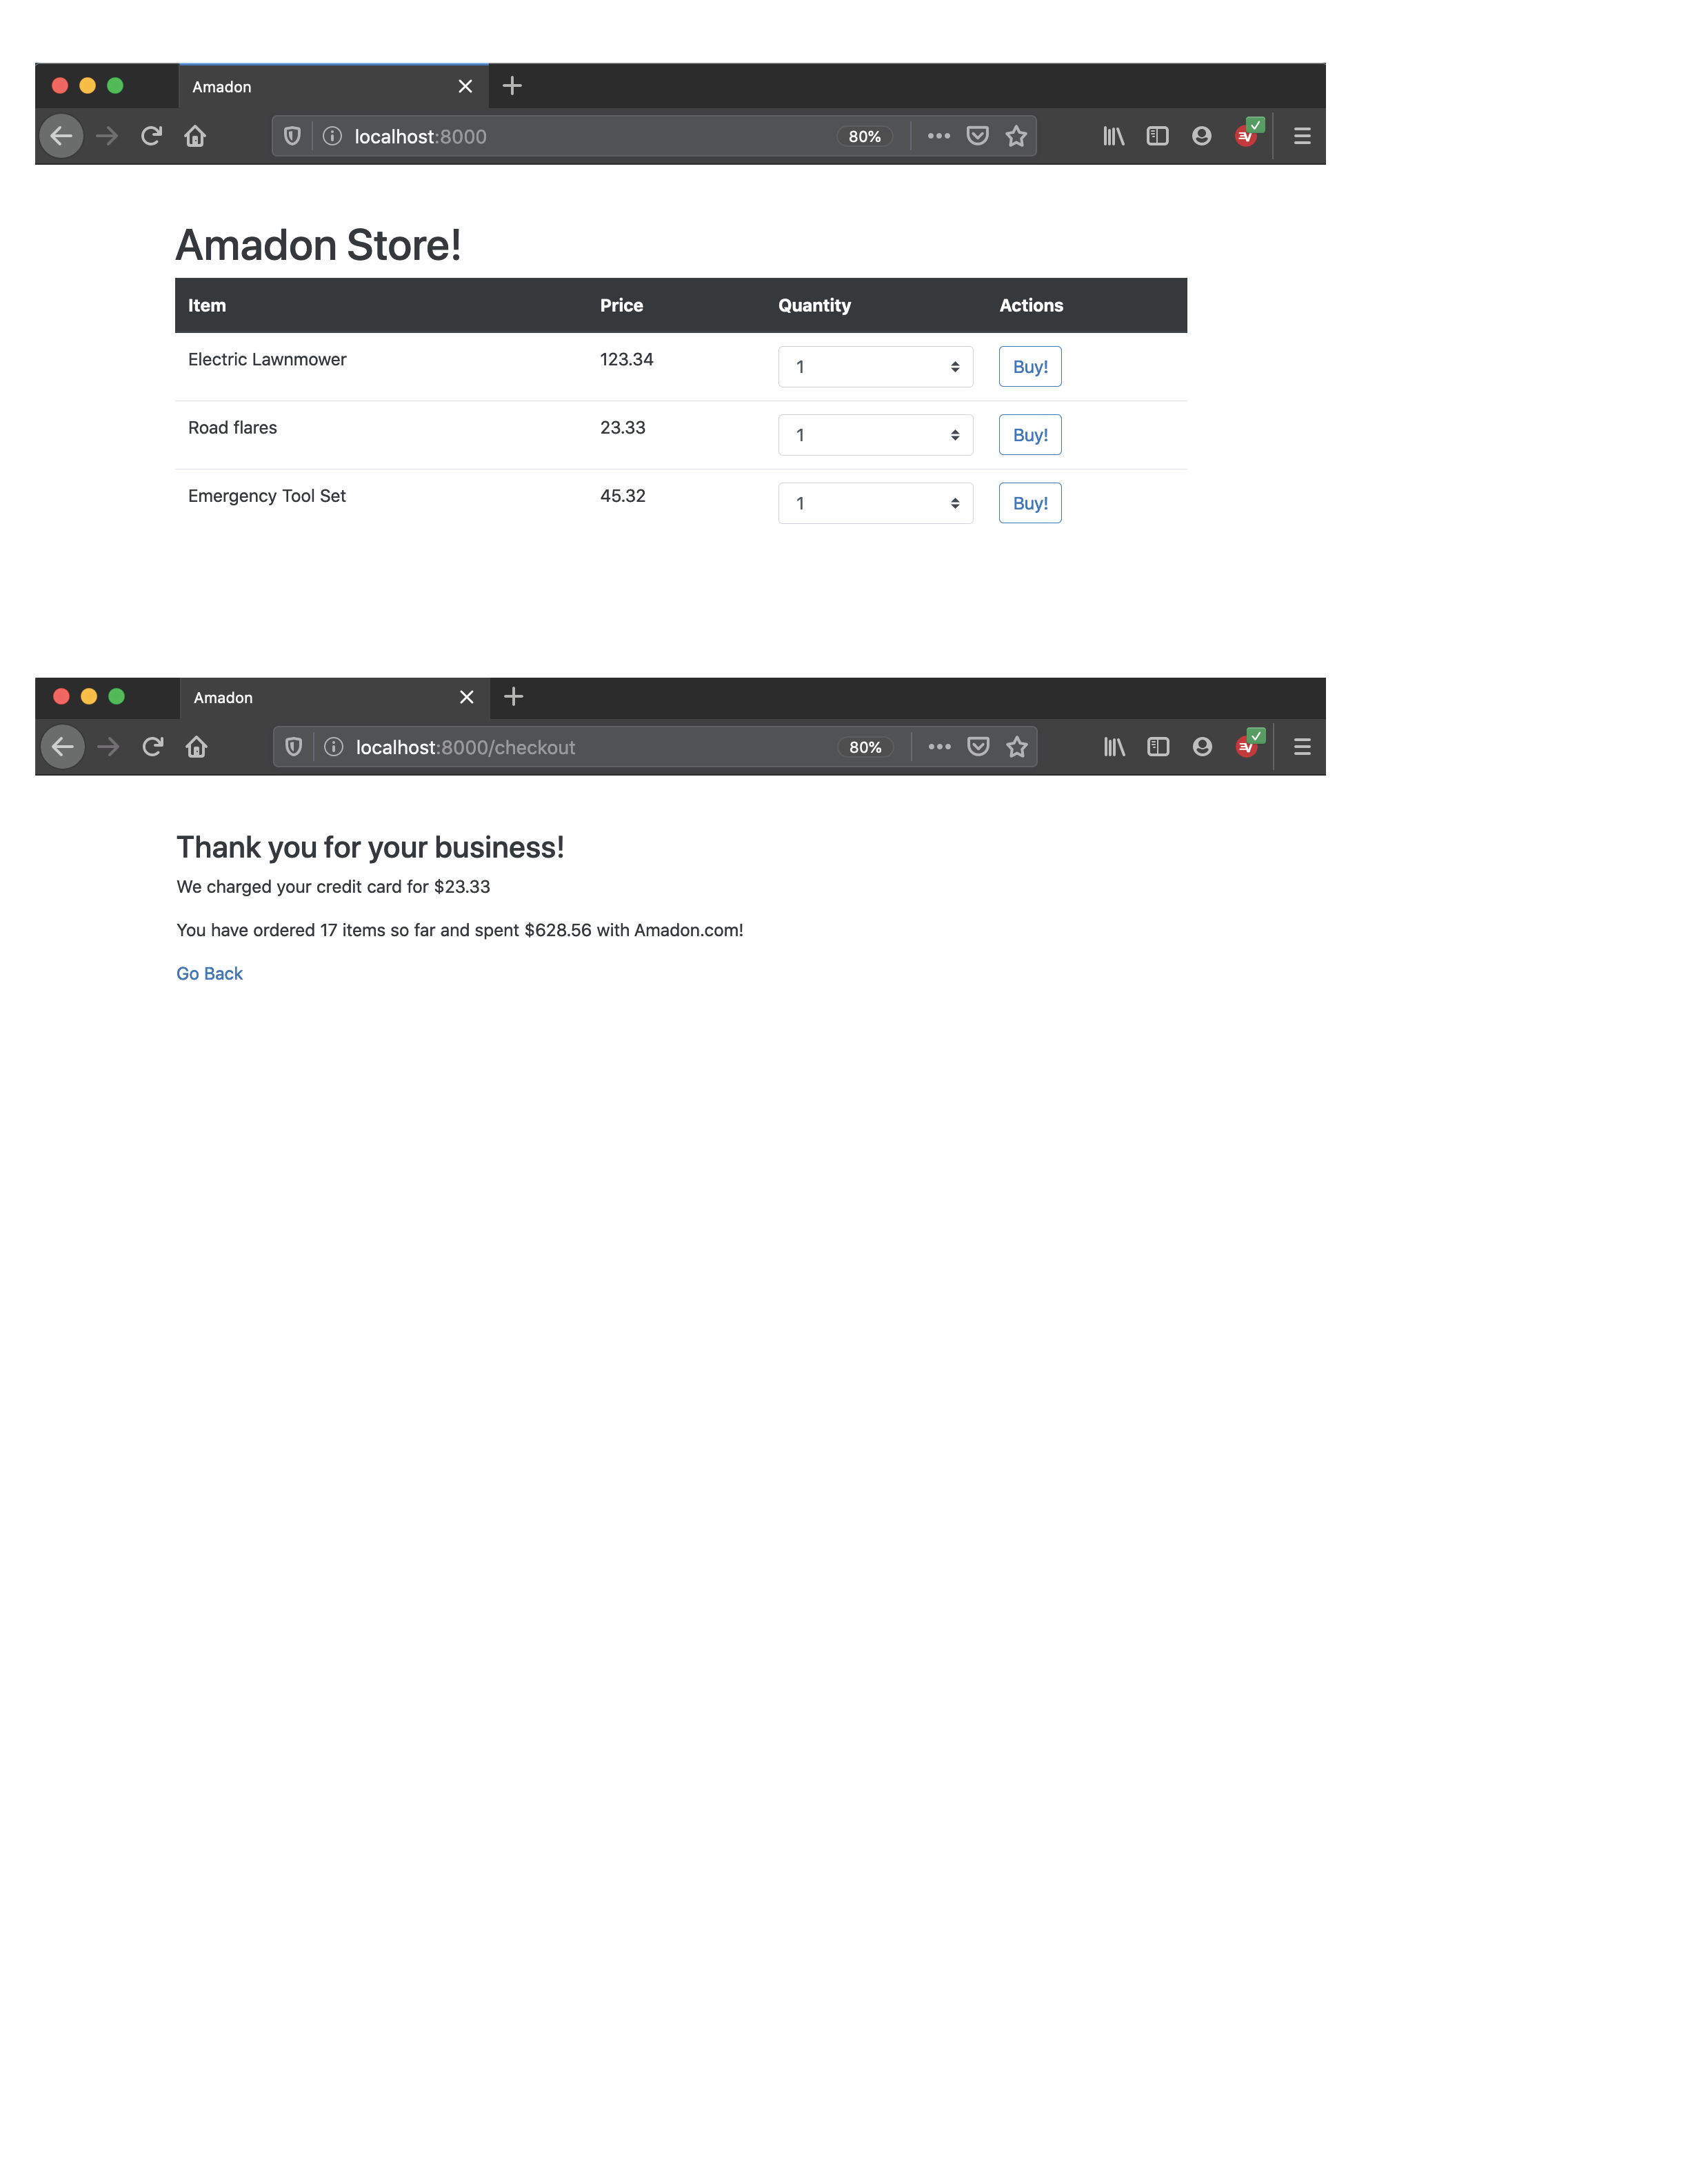 Amadon
localhost:8000 80%
Amadon Store!
Item Price Quantity Actions
Electric Lawnmower 123.34 1 Buy!
Road flares 23.33 1 Buy!
Emergency Tool Set 45.32 1 Buy!
Amadon
localhost:8000/checkout 80%
Thank you for your business!
We charged your credit card for $23.33
You have ordered 17 items so far and spent $628.56 with Amadon.com!
Go Back